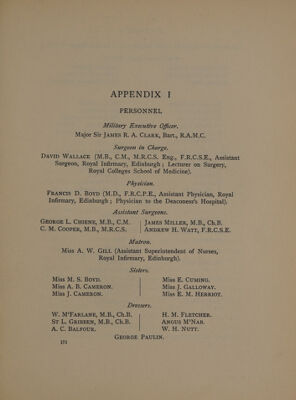 APPENDIX I
PERSONNEL
Military Executive Officer.
Major Sir JAMES R. A. CLARK, Bart., R.A.M.C.
Surgeon in Charge.
DAVID WALLACE (M.B., C.M., M.R.C.S. Eng., F.R.C.S.E., Assistant
Surgeon, Royal Infirmary, Edinburgh; Lecturer on Surgery,
Royal Colleges School of Medicine).
Physician.
FRANCIS D. BOYD (M.D., F.R.C.P.E., Assistant Physician, Royal
Infirmary, Edinburgh; Physician to the Deaconess's Hospital).
Assistant Surgeons.
GEORGE L. CHIENE, M.B., C.M.
C. M. COOPER, M.B., M.R.C.S.
JAMES MILLER, M.B., Ch.B.
ANDREW H. WATT, F.R.C.S.E.
Matron.
Miss A. W. GILL (Assistant Superintendent of Nurses,
Royal Infirmary, Edinburgh).
Sisters.
Miss M. S. BOYD.
Miss A. B. CAMERON.
Miss J. CAMERON.
Miss E. CUMING.
Miss J. GALLOWAY.
Miss E. M. HERRIOT.
Dressers.
W. M'FARLANE, M.B., Ch.B.
ST L. GRIBBEN, M.B., Ch.B.
A. C. BALFOUR.
H. M. FLETCHER.
ANGUS M'NAB.
W. H. NUTT.
GEORGE PAULIN.
171